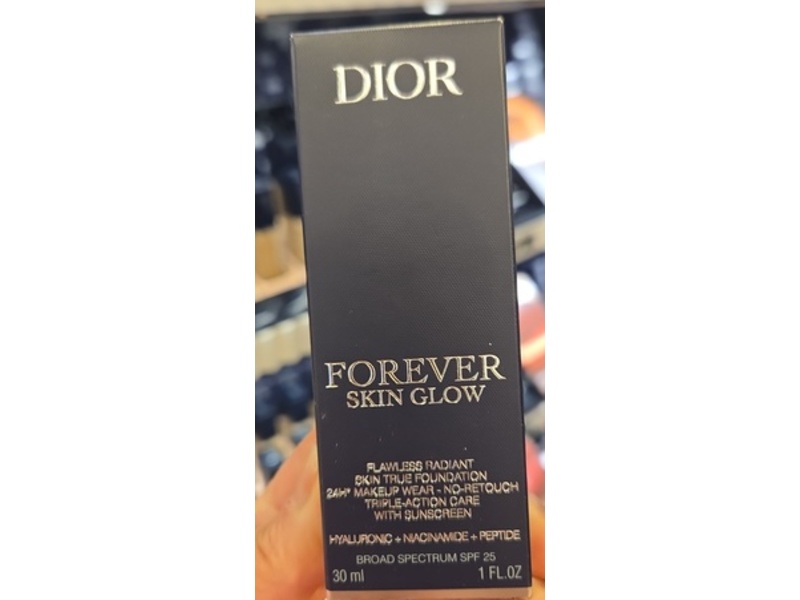 DIOR
FOREVER
SKIN GLOW
FLAWLESS RADIANT
SKIN TRUE FOUNDATION
24H* MAKEUP WEAR - NO-RETOUCH
TRIPLE-ACTION CARE
WITH SUNSCREEN
HYALURONIC + NIACINAMIDE + PEPTIDE
BROAD SPECTRUM SPF 25
30 ml 1 FL.OZ